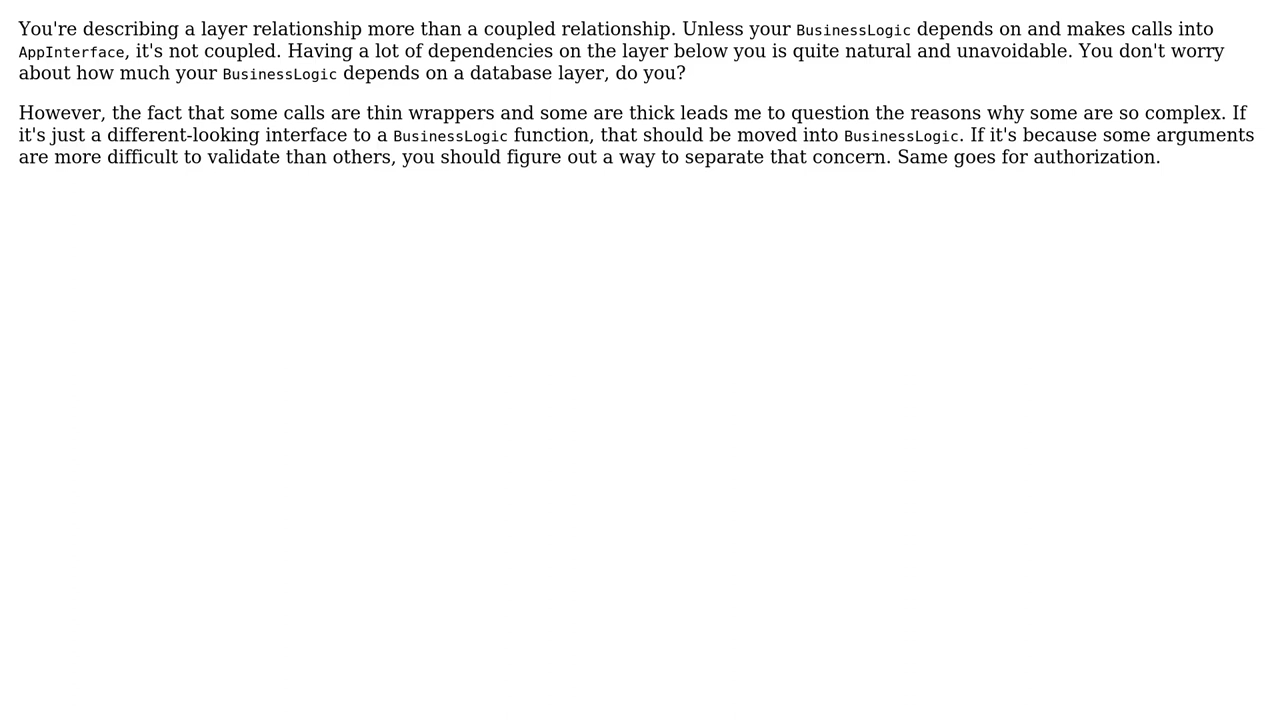 You're describing a layer relationship more than a coupled relationship. Unless your BusinessLogic depends on and makes calls into
AppInterface, it's not coupled. Having a lot of dependencies on the layer below you is quite natural and unavoidable. You don't worry
about how much your BusinessLogic depends on a database layer, do you?
However, the fact that some calls are thin wrappers and some are thick leads me to question the reasons why some are so complex. If
it's just a different-looking interface to a BusinessLogic function, that should be moved into BusinessLogic. If it's because some arguments
are more difficult to validate than others, you should figure out a way to separate that concern. Same goes for authorization.